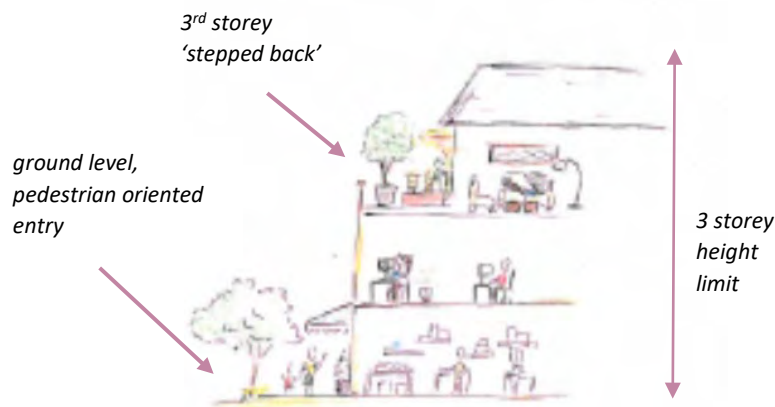 3rd storey
‘stepped back’
ground level,
pedestrian oriented
entry
3 storey
height
limit